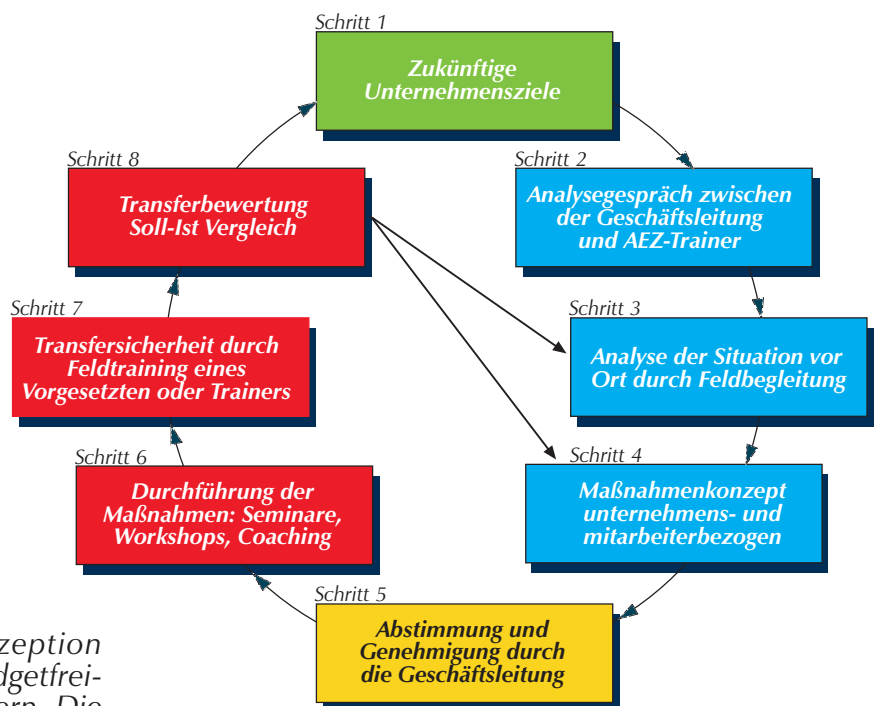 Schritt 1
Zukünftige
Unternehmensziele
Schritt 2
Analysegespräch zwischen
der Geschäftsleitung
und AEZ-Trainer
Schritt 3
Analyse der Situation vor
Ort durch Feldbegleitung
Schritt 4
Maßnahmenkonzept
unternehmens- und
mitarbeiterbezogen
Schritt 5
Abstimmung und
Genehmigung durch
die Geschäftsleitung
Schritt 6
Durchführung der
Maßnahmen: Seminare,
Workshops, Coaching
Schritt 7
Transfersicherheit durch
Feldtraining eines
Vorgesetzten oder Trainers
Schritt 8
Transferbewertung
Soll-Ist Vergleich
zeption
dgetfrei-
ern. Die